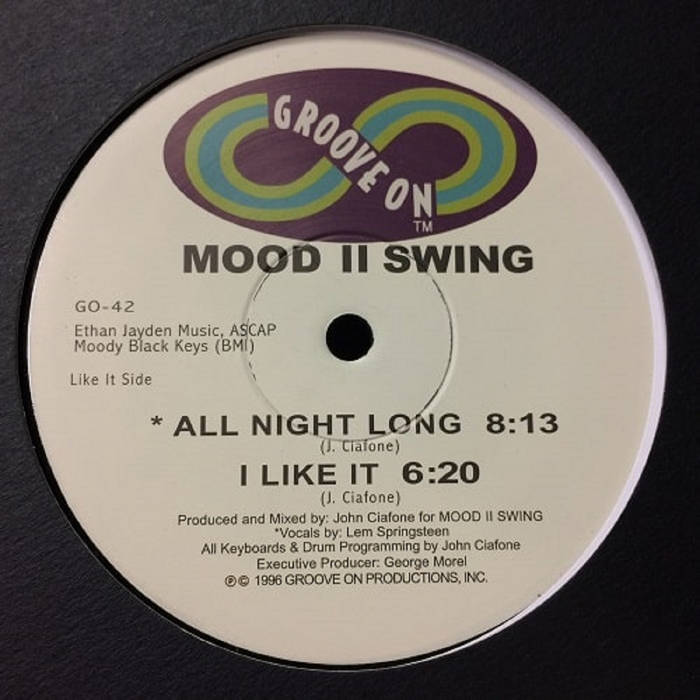 GROOVE ON
TM
MOOD II SWING
GO-42
Ethan Jayden Music, ASCAP
Moody Black Keys (BMI)
Like It Side
* ALL NIGHT LONG 8:13
(J. Ciafone)
I LIKE IT 6:20
(J. Ciafone)
Produced and Mixed by: John Ciafone for MOOD II SWING
*Vocals by: Lem Springsteen
All Keyboards & Drum Programming by John Ciafone
Executive Producer: George Morel
℗© 1996 GROOVE ON PRODUCTIONS, INC.